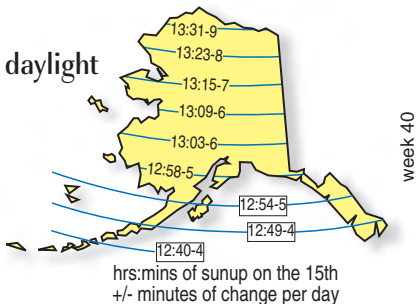 13:31-9
daylight
13:23-8
13:15-7
13:09-6
13:03-6
12:58-5
week 40
12:54-5
12:49-4
12:40-4
hrs:mins of sunup on the 15th
+/- minutes of change per day